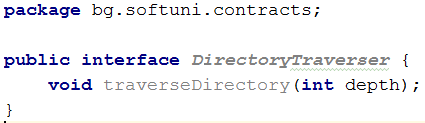 package bg.softuni.contracts;
public interface DirectoryTraverser {
    void traverseDirectory(int depth);
}